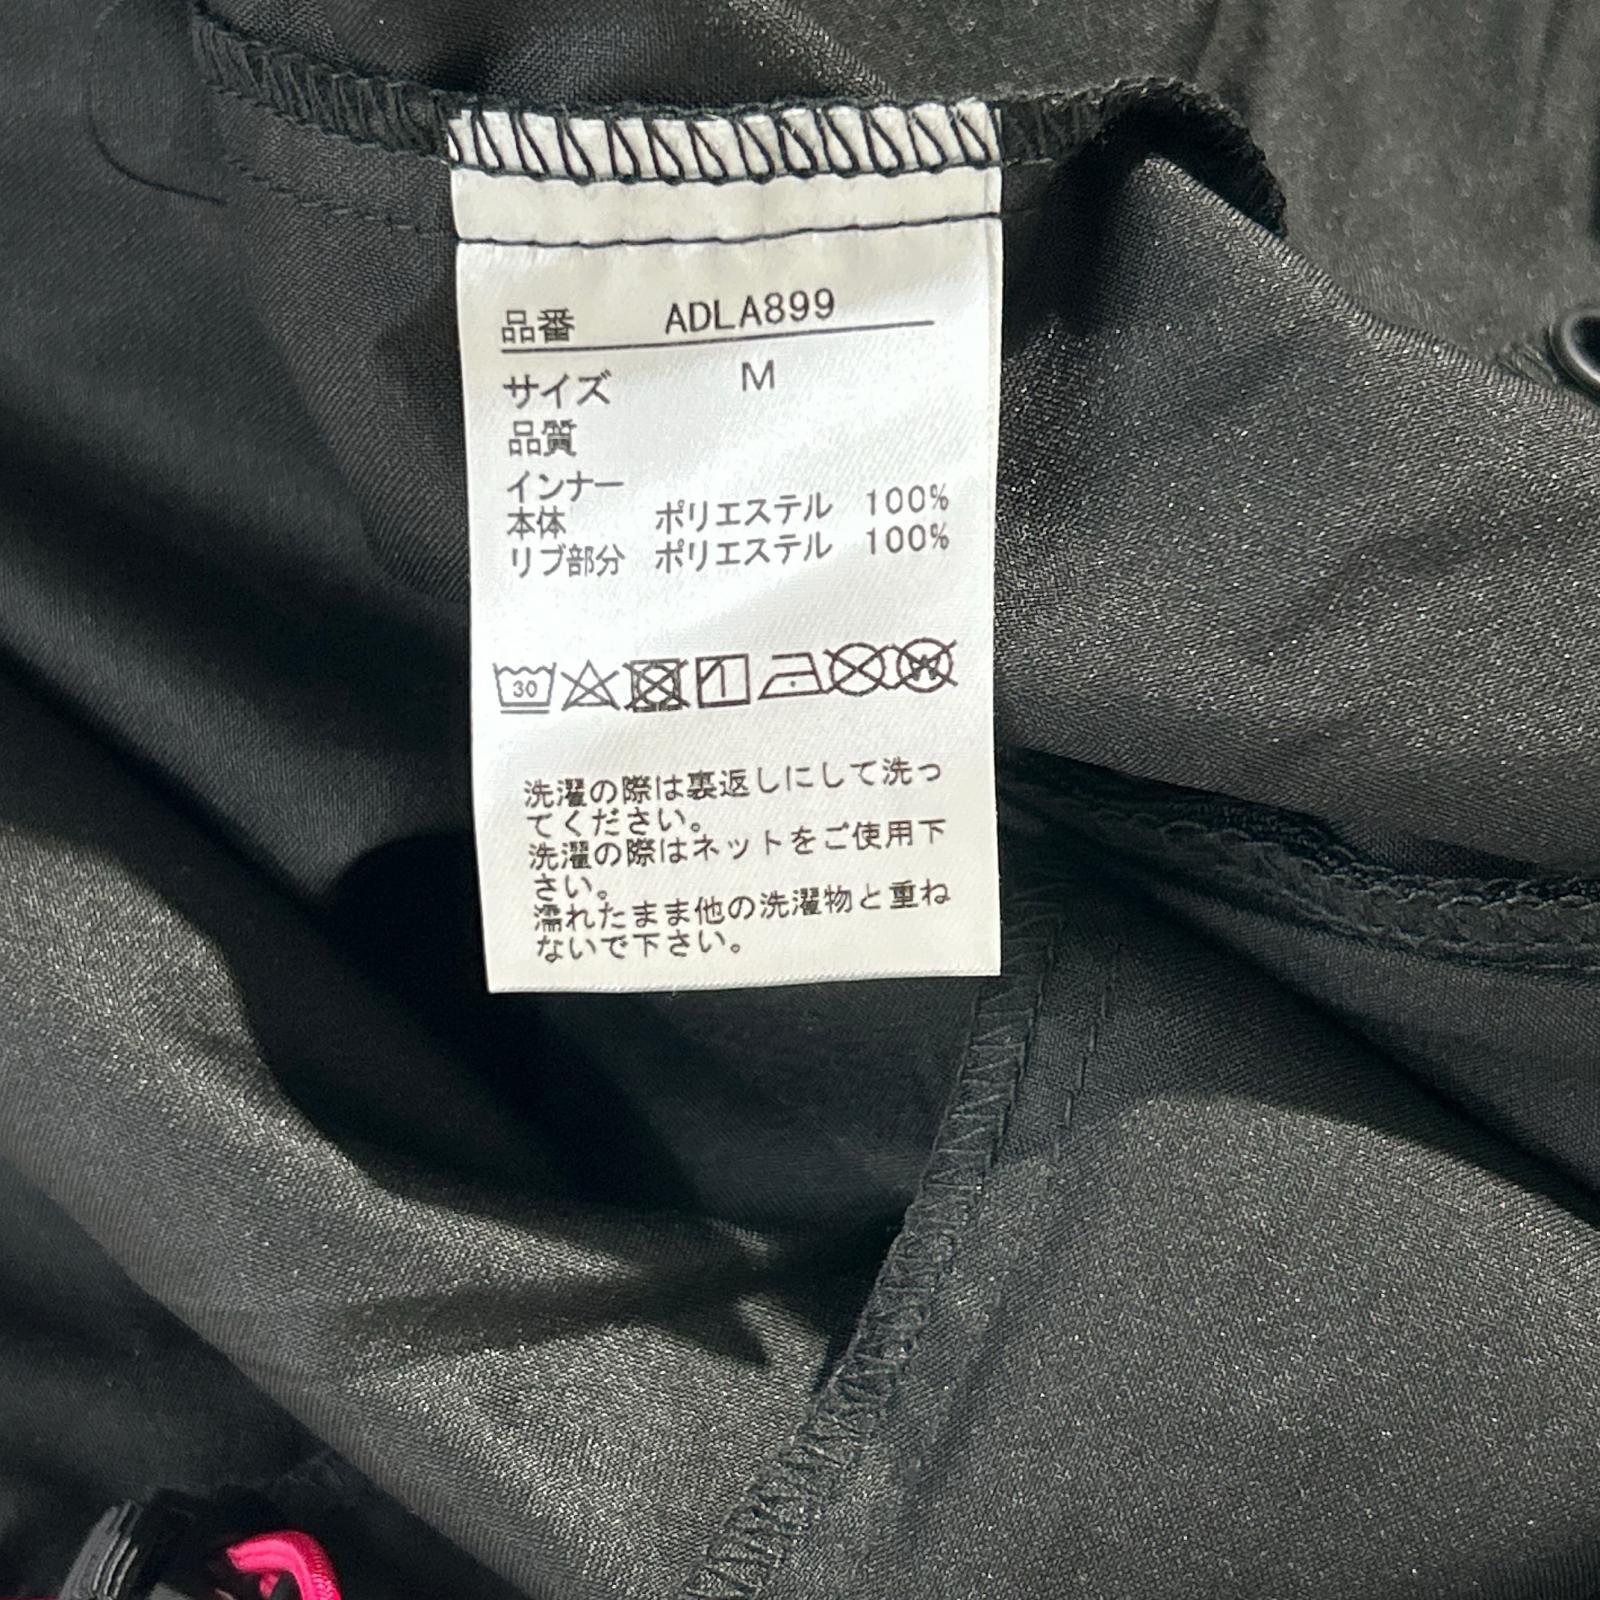 品番 ADLA899
サイズ M
品質
インナー
本体 ポリエステル 100%
リブ部分 ポリエステル 100%
30 W
洗濯の際は裏返しにして洗っ
てください。
洗濯の際はネットをご使用下
さい。
濡れたまま他の洗濯物と重ね
ないで下さい。